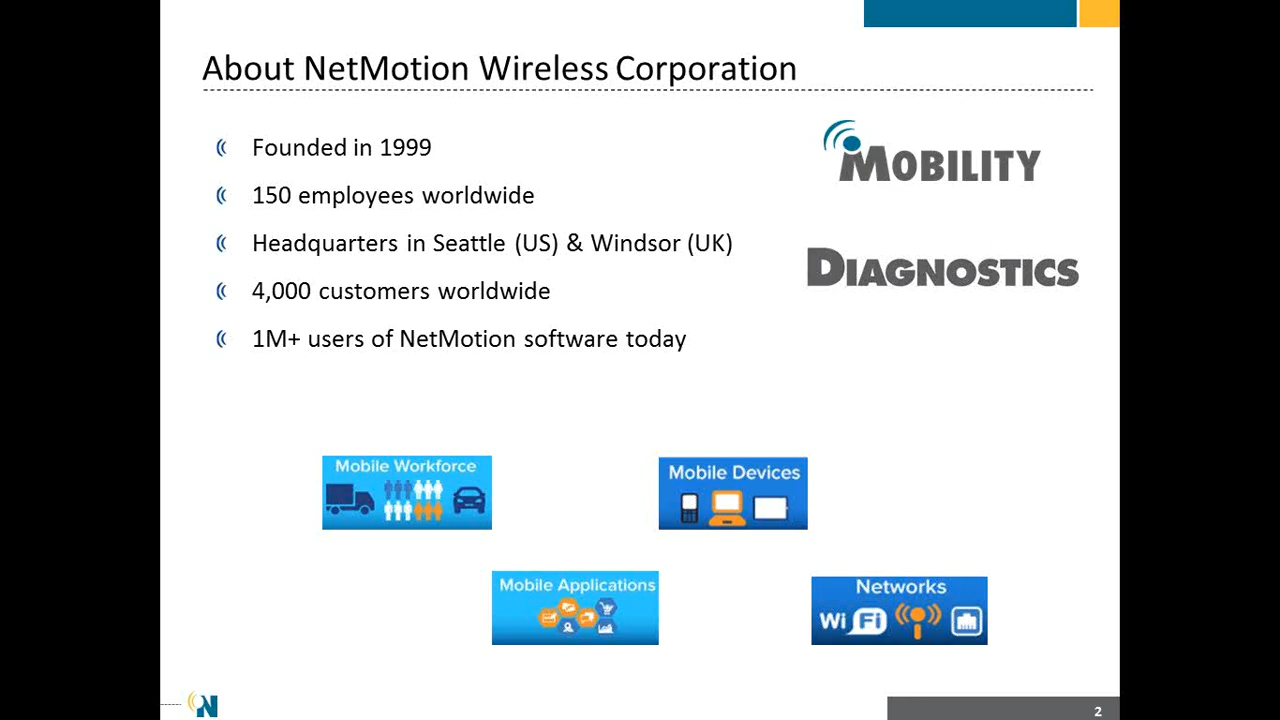 About NetMotion Wireless Corporation
Founded in 1999
150 employees worldwide
Headquarters in Seattle (US) & Windsor (UK)
4,000 customers worldwide
1M+ users of NetMotion software today
MOBILITY
DIAGNOSTICS
Mobile Workforce
Mobile Devices
Mobile Applications
Networks
Wi Fi
N
2